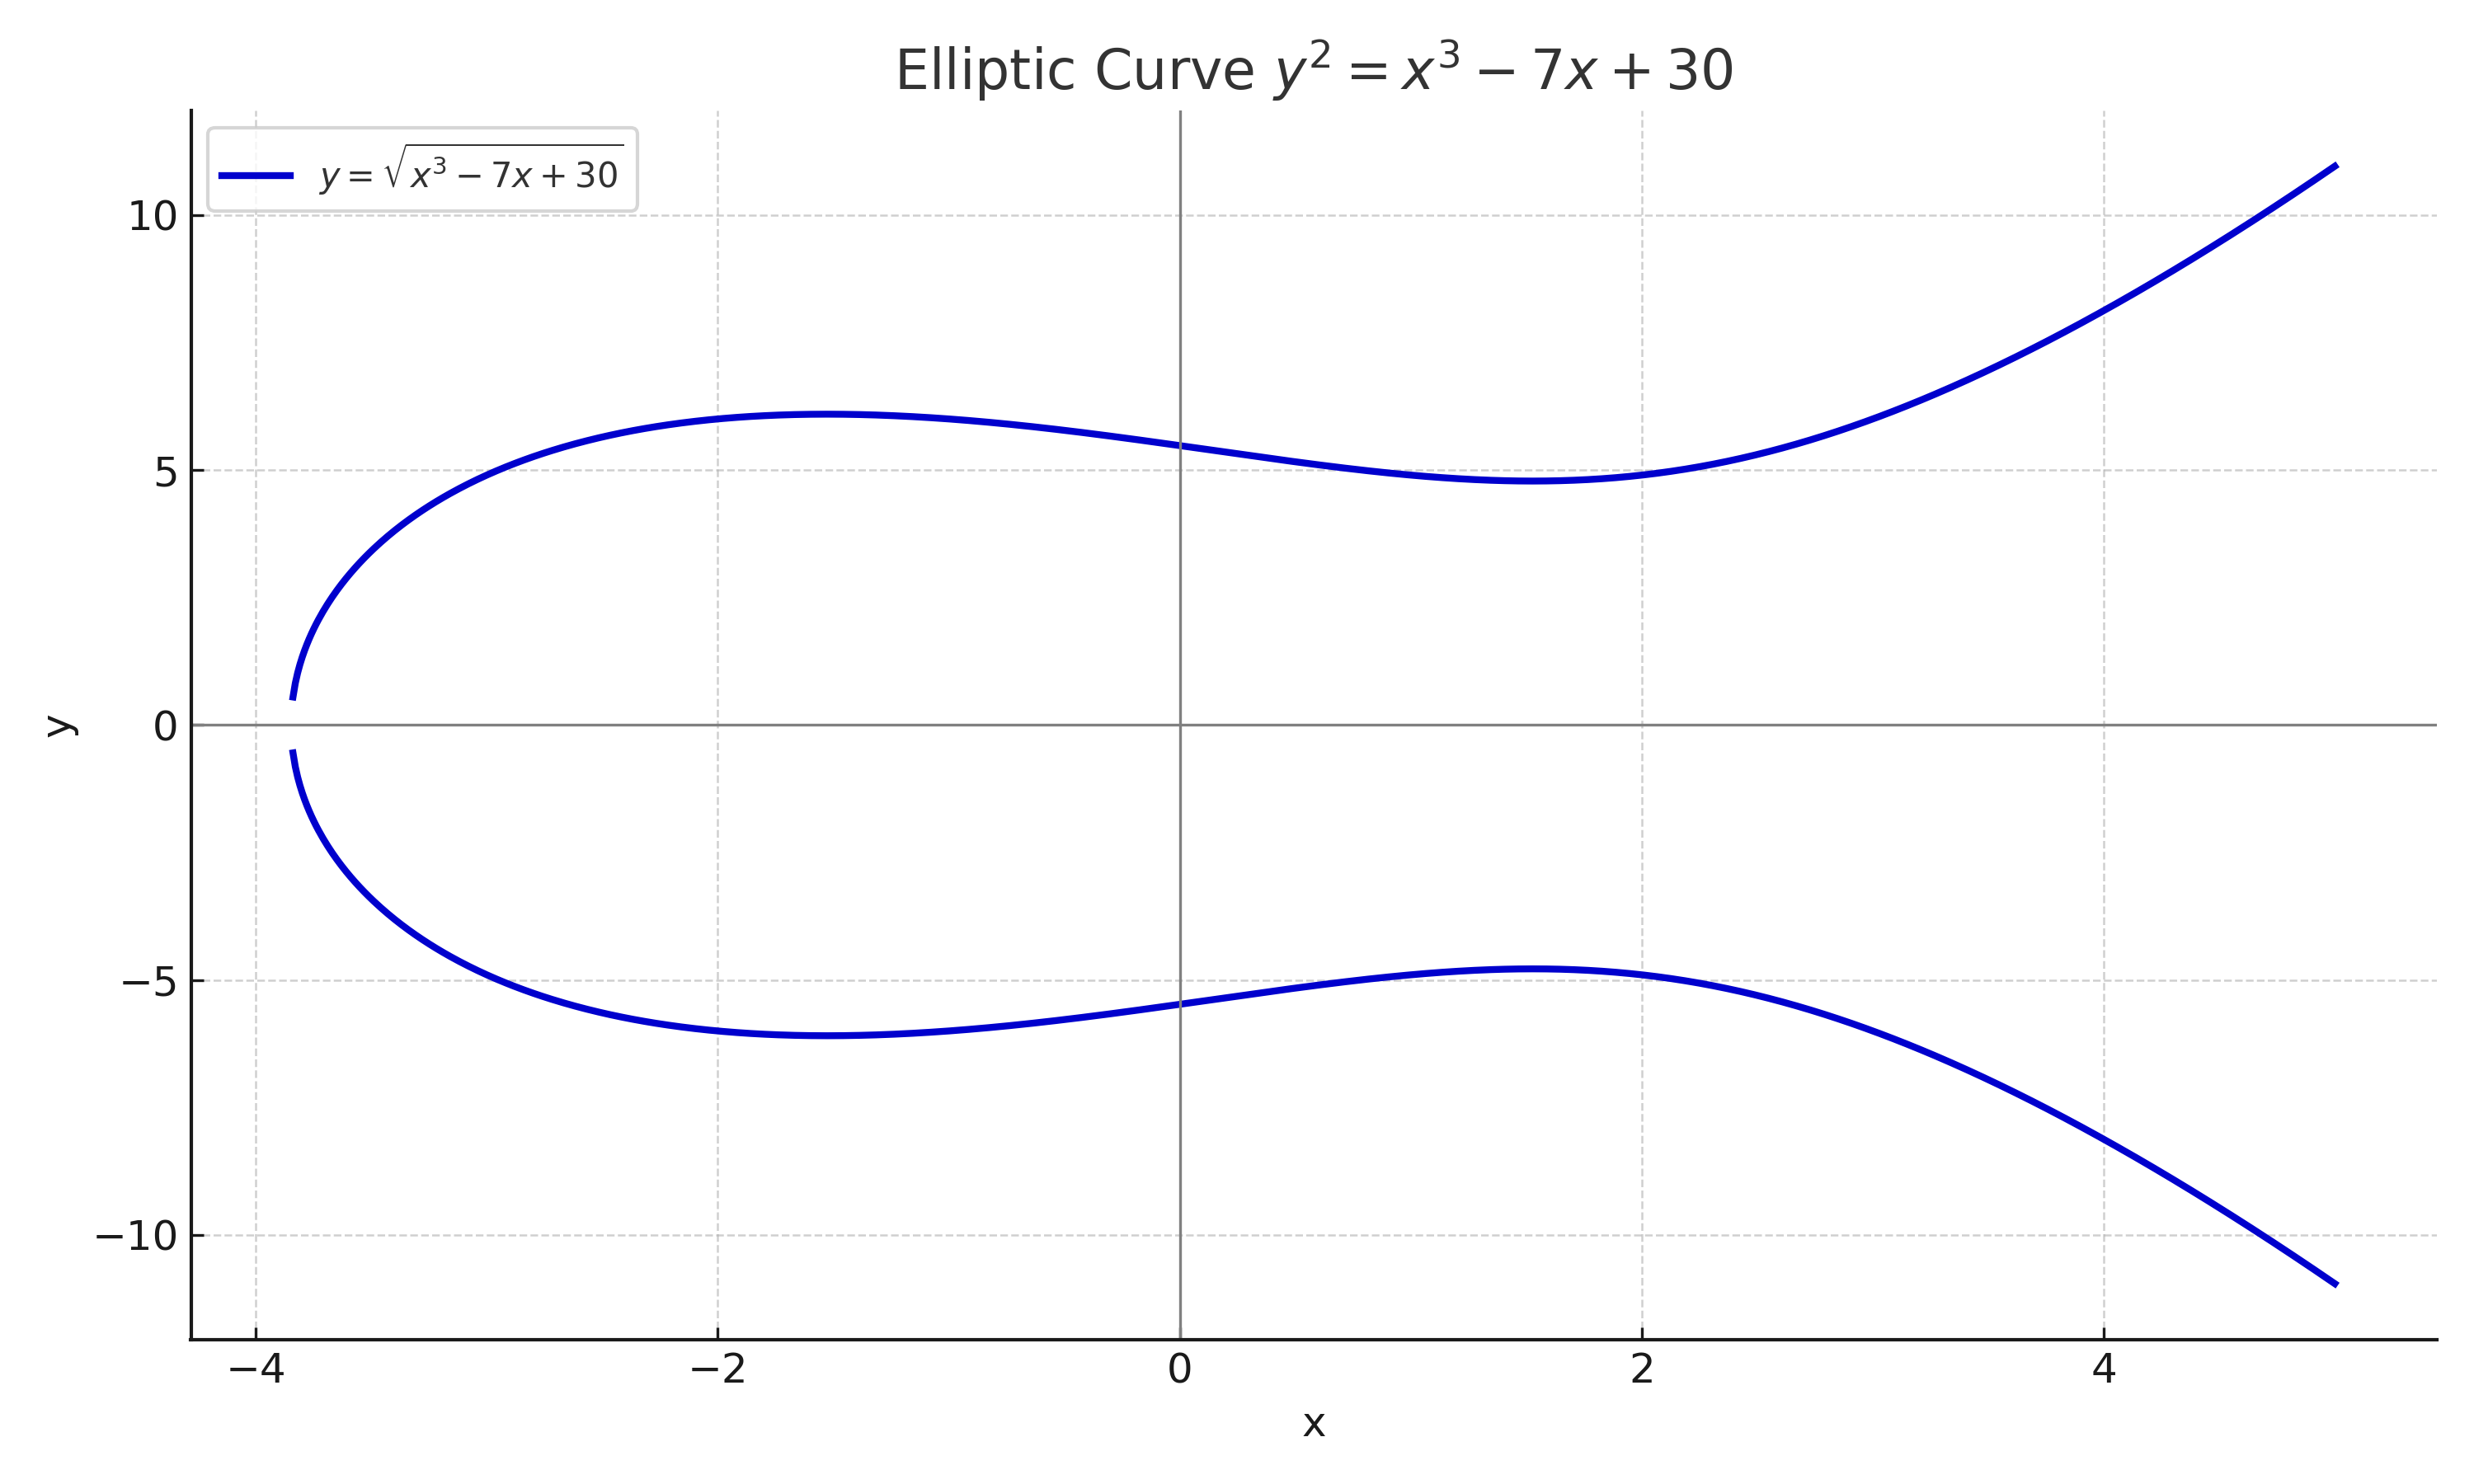 Elliptic Curve y² = x³ − 7x + 30
y = √x³ − 7x + 30
10
5
0
−5
−10
y
−4 −2 0 2 4
x